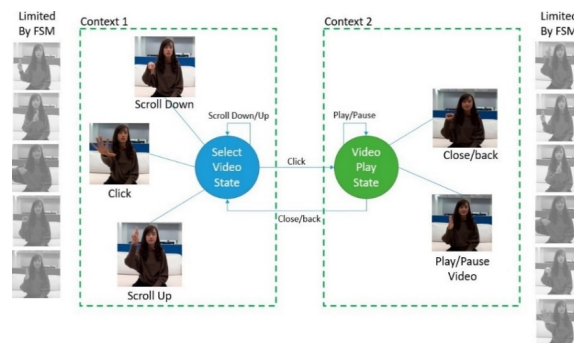 Limited
By FSM
Context 1
Scroll Down
Click
Scroll Up
Select
Video
State
Scroll Down/Up
Click
Close/back
Context 2
Play/Pause
Video
Play
State
Close/back
Play/Pause
Video
Limited
By FSM